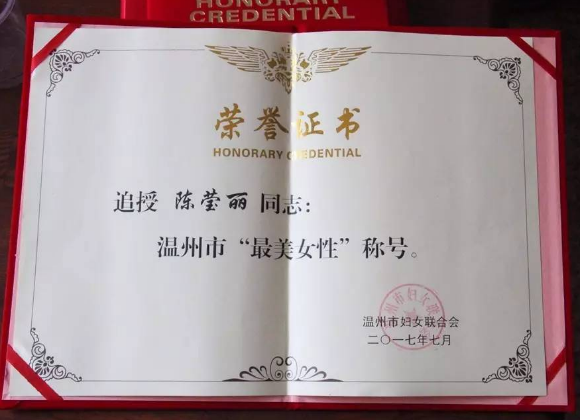 HONORARY
CREDENTIAL
荣誉证书
HONORARY CREDENTIAL
追授 陈莹丽 同志：
温州市“最美女性”称号。
温州市妇女联合会
二〇一七年七月